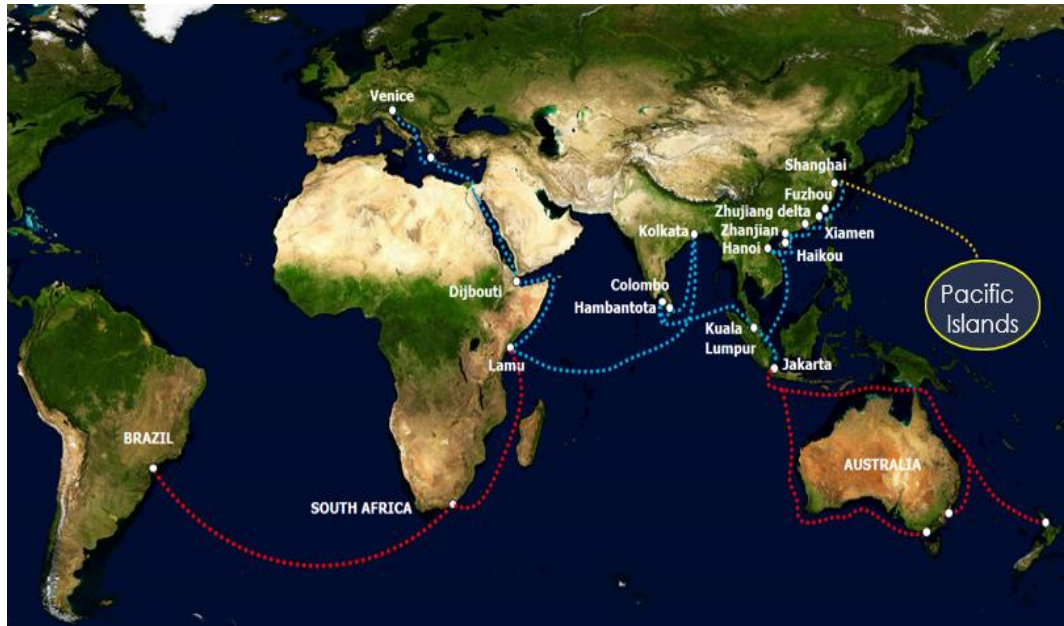 Venice
Shanghai
Fuzhou
Zhujiang delta
Zhanjian
Xiamen
Kolkata
Hanoi
Haikou
Dijbouti
Colombo
Hambantota
Pacific
Islands
Kuala
Lumpur
Lamu
Jakarta
BRAZIL
AUSTRALIA
SOUTH AFRICA